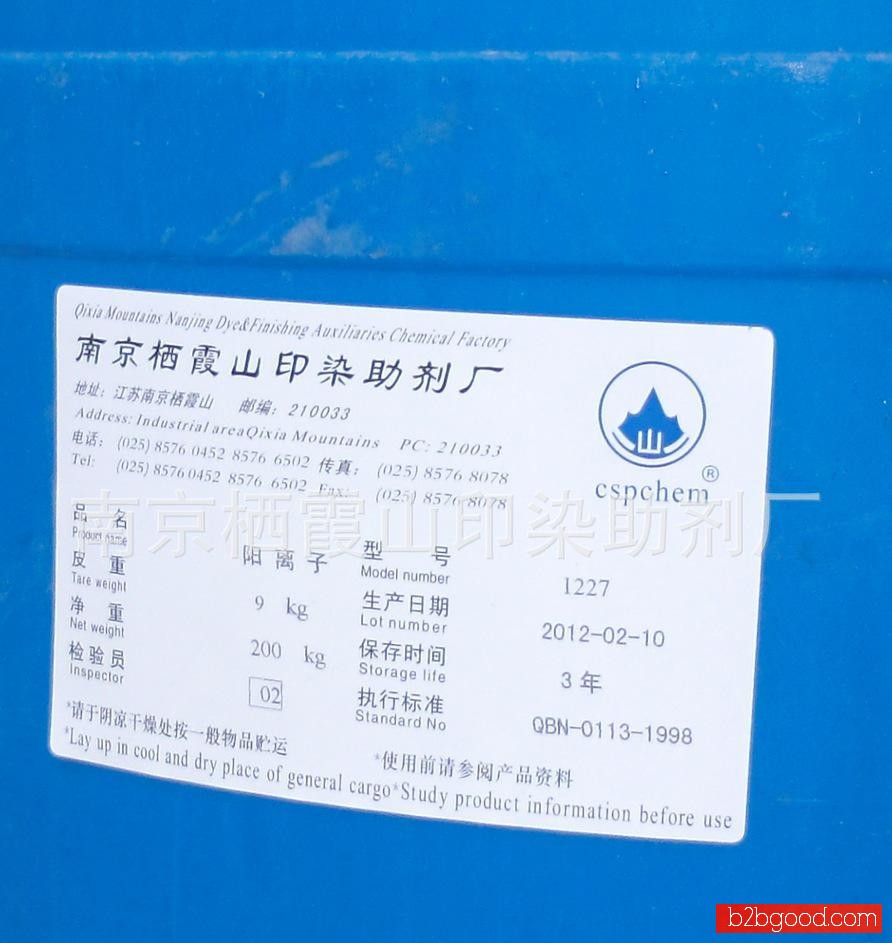 Qixia Mountains Nanjing Dye&Finishing Auxiliaries Chemical Factory
南京栖霞山印染助剂厂
地址: 江苏南京栖霞山 邮编: 210033
Address: Industrial area Qixia Mountains PC: 210033
电话: (025) 8576 0452 8576 6502 传真: (025) 8576 8078
Tel: (025) 8576 0452 8576 6502 Fax: (025) 8576 8078
山
®
cspchem
南京栖霞山印染助剂厂
品名 阳离子 型号 1227
Product name Model number
皮重 9 kg 生产日期 2012-02-10
Tare weight Lot number
净重 200 kg 保存时间 3年
Net weight Storage life
检验员 02 执行标准 QBN-0113-1998
Inspector Standard No
*请于阴凉干燥处按一般物品贮运 *使用前请参阅产品资料
*Lay up in cool and dry place of general cargo*Study product information before use
b2bgood.com